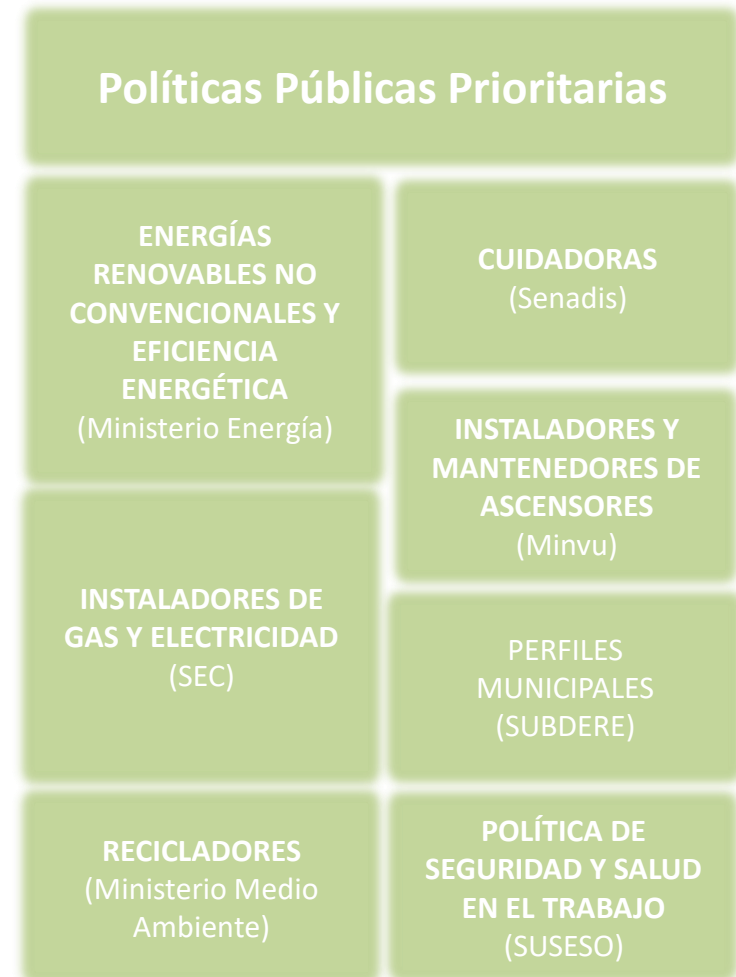 Políticas Públicas Prioritarias
ENERGÍAS
RENOVABLES NO
CONVENCIONALES Y
EFICIENCIA
ENERGÉTICA
(Ministerio Energía)
CUIDADORAS
(Senadis)
INSTALADORES Y
MANTENEDORES DE
ASCENSORES
(Minvu)
INSTALADORES DE
GAS Y ELECTRICIDAD
(SEC)
PERFILES
MUNICIPALES
(SUBDERE)
RECICLADORES
(Ministerio Medio
Ambiente)
POLÍTICA DE
SEGURIDAD Y SALUD
EN EL TRABAJO
(SUSESO)